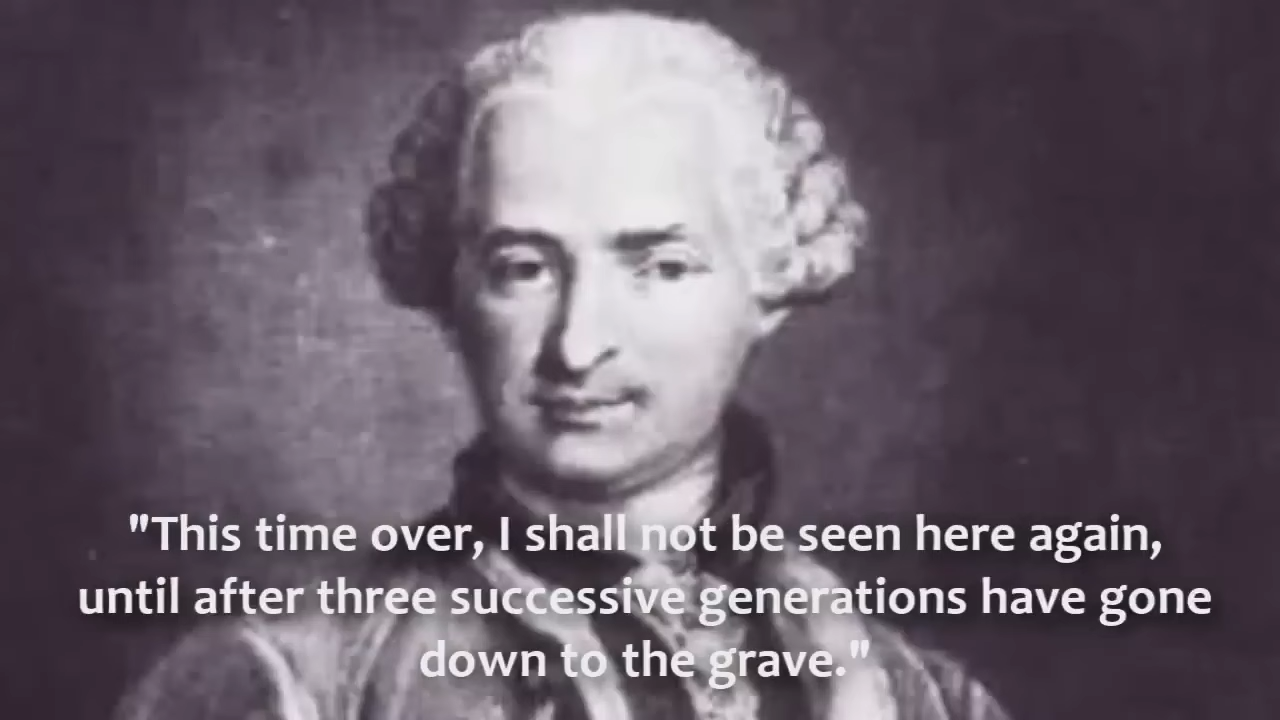 "This time over, I shall not be seen here again,
until after three successive generations have gone
down to the grave."